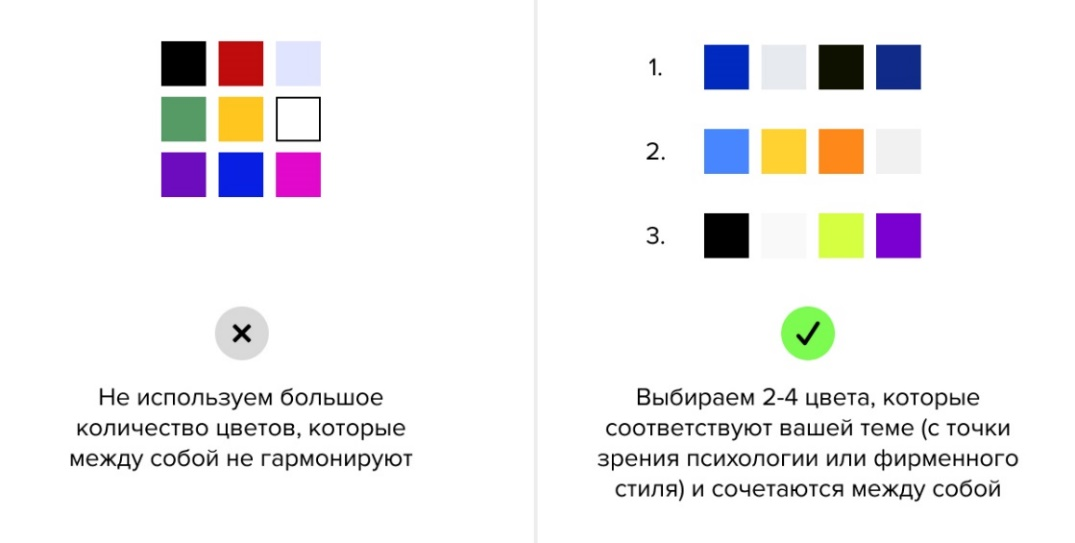 Не используем большое
количество цветов, которые
между собой не гармонируют
1.
2.
3.
Выбираем 2-4 цвета, которые
соответствуют вашей теме (с точки
зрения психологии или фирменного
стиля) и сочетаются между собой